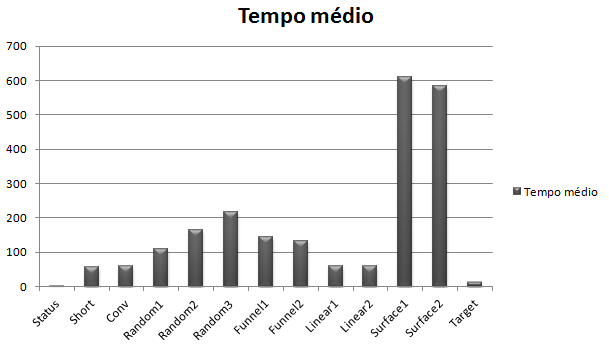 Tempo médio
700
600
500
400
300
200
100
0
Status
Short
Conv
Random1
Random2
Random3
Funnel1
Funnel2
Linear1
Linear2
Surface1
Surface2
Target
Tempo médio